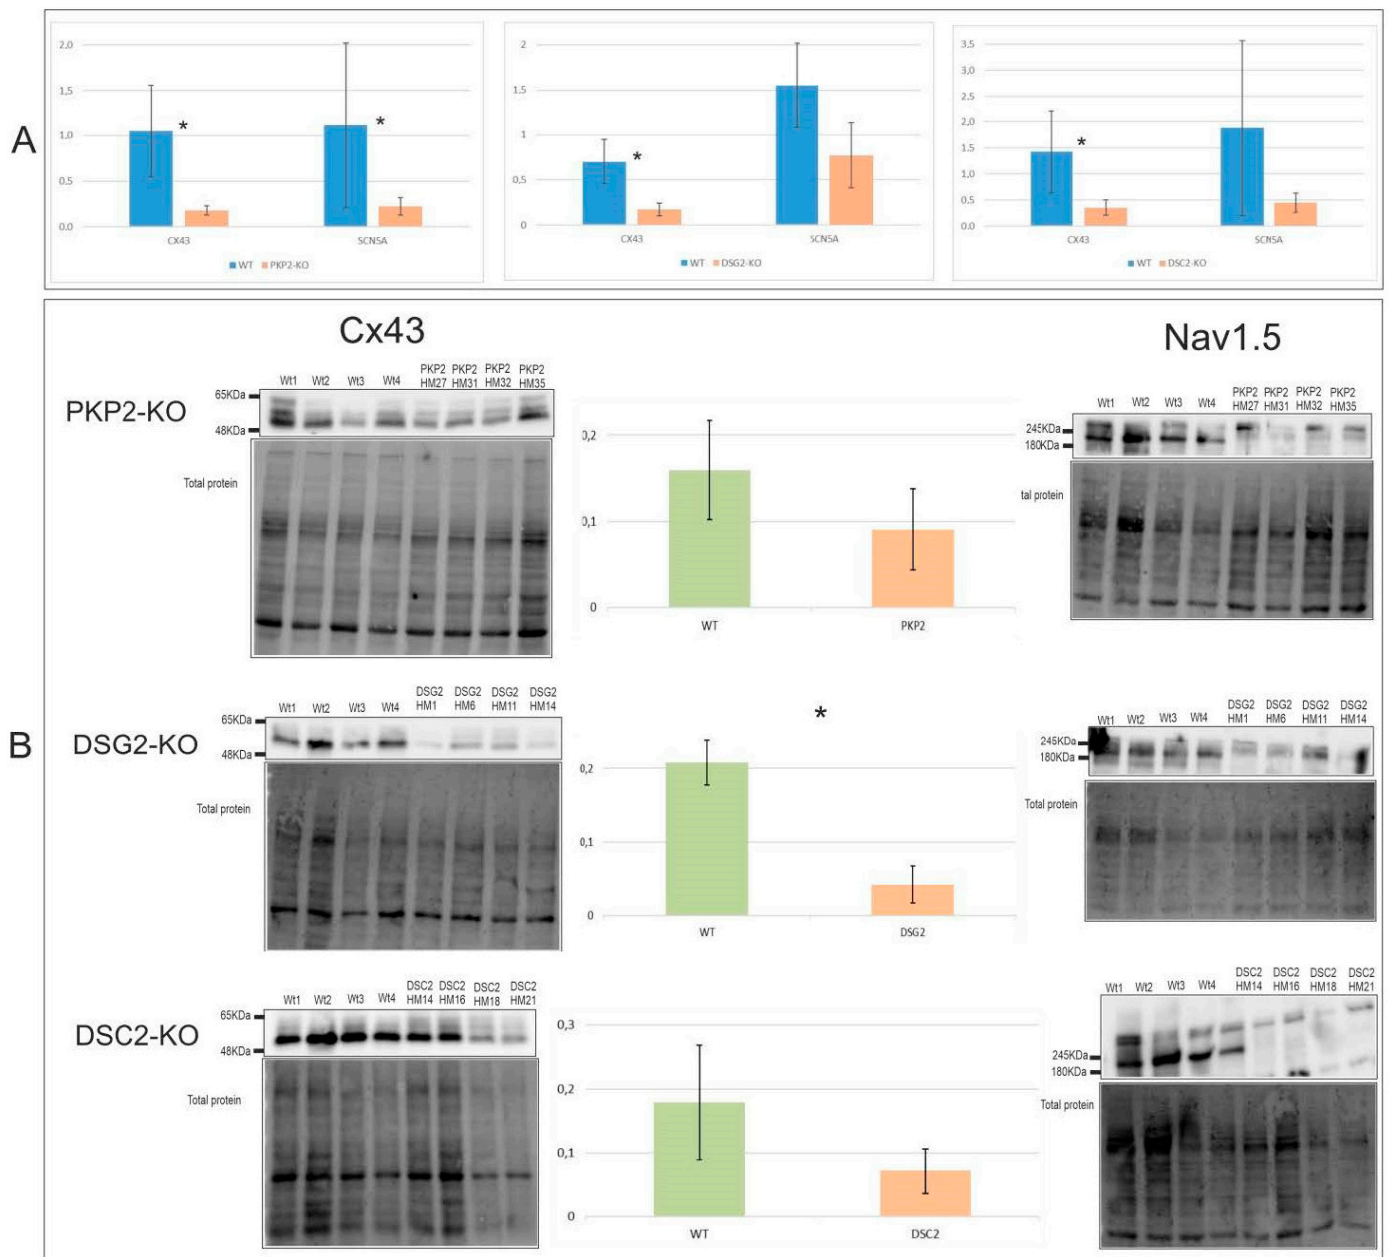 A
2,0
1,5
1,0
0,5
0,0
*
*
CX43
SCN5A
WT PKP2-KO
2
1,5
1
0,5
0
*
CX43
SCN5A
WT DSG2-KO
3,5
3,0
2,5
2,0
1,5
1,0
0,5
0,0
*
CX43
SCN5A
WT DSC2-KO
B
Cx43
Nav1.5
PKP2-KO
Wt1 Wt2 Wt3 Wt4 PKP2 HM27 PKP2 HM31 PKP2 HM32 PKP2 HM35
65KDa
48KDa
Total protein
0,2
0,1
0
WT
PKP2
Wt1 Wt2 Wt3 Wt4 PKP2 HM27 PKP2 HM31 PKP2 HM32 PKP2 HM35
245KDa
180KDa
tal protein
DSG2-KO
Wt1 Wt2 Wt3 Wt4 DSG2 HM1 DSG2 HM6 DSG2 HM11 DSG2 HM14
65KDa
48KDa
Total protein
*
0,2
0,1
0
WT
DSG2
Wt1 Wt2 Wt3 Wt4 DSG2 HM1 DSG2 HM6 DSG2 HM11 DSG2 HM14
245KDa
180KDa
Total protein
DSC2-KO
Wt1 Wt2 Wt3 Wt4 DSC2 HM14 DSC2 HM16 DSC2 HM18 DSC2 HM21
65KDa
48KDa
Total protein
0,3
0,2
0,1
0
WT
DSC2
Wt1 Wt2 Wt3 Wt4 DSC2 HM14 DSC2 HM16 DSC2 HM18 DSC2 HM21
245KDa
180KDa
Total protein